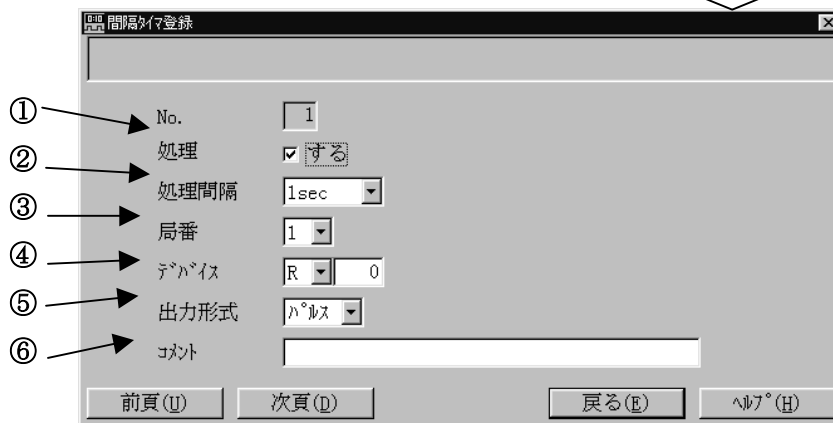 間隔ﾀｲﾏ登録
① No. 1
② 処理 する
③ 処理間隔 1sec
④ 局番 1
⑤ ﾃﾞﾊﾞｲｽ R 0
⑥ 出力形式 ﾊﾟﾙｽ
ｺﾒﾝﾄ
前頁(U) 次頁(D) 戻る(E) ﾍﾙﾌﾟ(H)